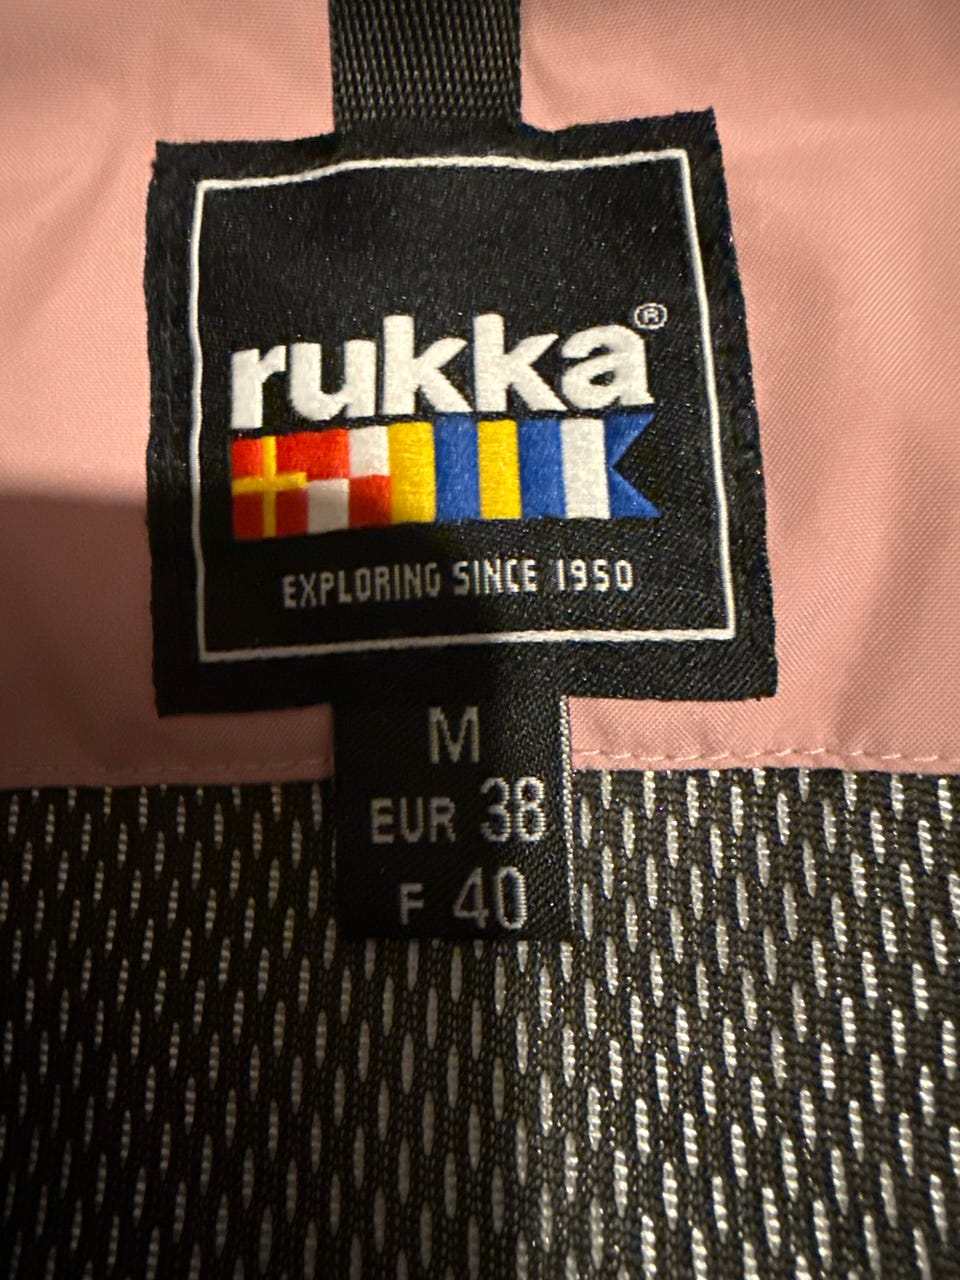 rukka®
EXPLORING SINCE 1950
M
EUR 38
F 40